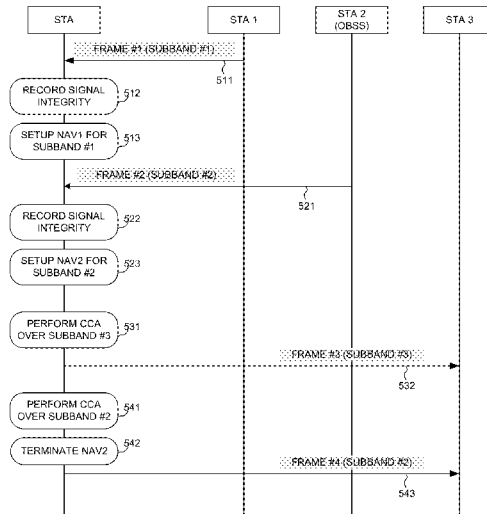 STA
STA 1
STA 2
(OBSS)
STA 3
FRAME #1 (SUBBAND #1)
511
RECORD SIGNAL
INTEGRITY
512
SETUP NAV1 FOR
SUBBAND #1
513
FRAME #2 (SUBBAND #2)
521
RECORD SIGNAL
INTEGRITY
522
SETUP NAV2 FOR
SUBBAND #2
523
PERFORM CCA
OVER SUBBAND #3
531
FRAME #3 (SUBBAND #3)
532
PERFORM CCA
OVER SUBBAND #2
541
TERMINATE NAV2
542
FRAME #4 (SUBBAND #2)
543